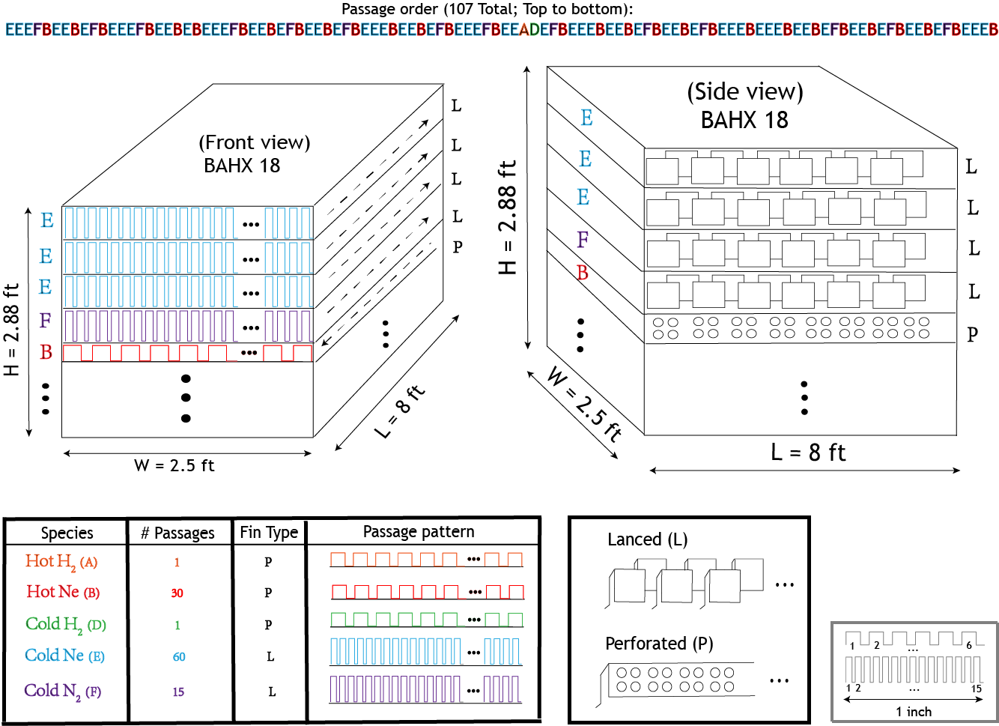 Passage order (107 Total; Top to bottom):
EEEFBEEBEFBEEEFBEEBEBEEEFBEEBEFBEEBEFBEEEBEEBEFBEEEFBEEADEFBEEEBEEBEFBEEBEFBEEEBEEEBEEBEFBEEBEFBEEBEFBEEEB
(Front view)
BAHX 18
(Side view)
BAHX 18
E
E
E
F
B
L
L
L
L
P
H = 2.88 ft
W = 2.5 ft
L = 8 ft
E
E
E
F
B
L
L
L
L
P
H = 2.88 ft
W = 2.5 ft
L = 8 ft
Species # Passages Fin Type Passage pattern
Hot H2 (A) 1 P
Hot Ne (B) 30 P
Cold H2 (D) 1 P
Cold Ne (E) 60 L
Cold N2 (F) 15 L
Lanced (L)
Perforated (P)
1 2 ... 6
1 2 ... 15
1 inch